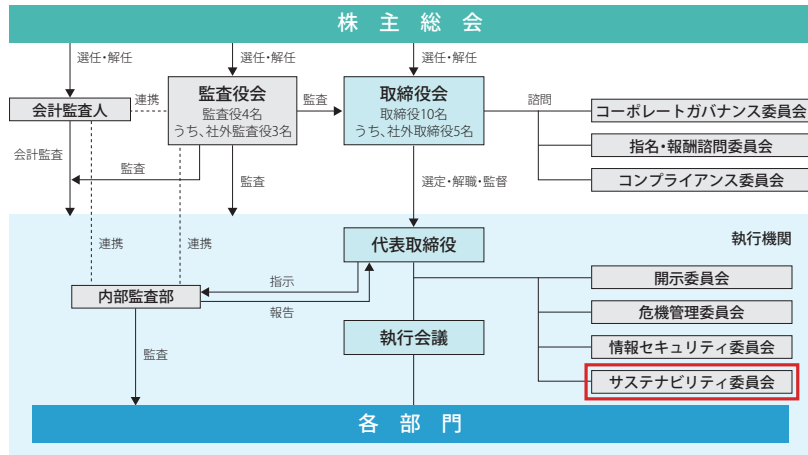 株主総会
選任・解任
選任・解任
選任・解任
会計監査人
連携
監査役会
監査役4名
うち、社外監査役3名
監査
取締役会
取締役10名
うち、社外取締役5名
諮問
コーポレートガバナンス委員会
指名・報酬諮問委員会
コンプライアンス委員会
会計監査
監査
監査
選定・解職・監督
執行機関
連携
連携
代表取締役
指示
報告
内部監査部
開示委員会
危機管理委員会
執行会議
情報セキュリティ委員会
監査
サステナビリティ委員会
各部門